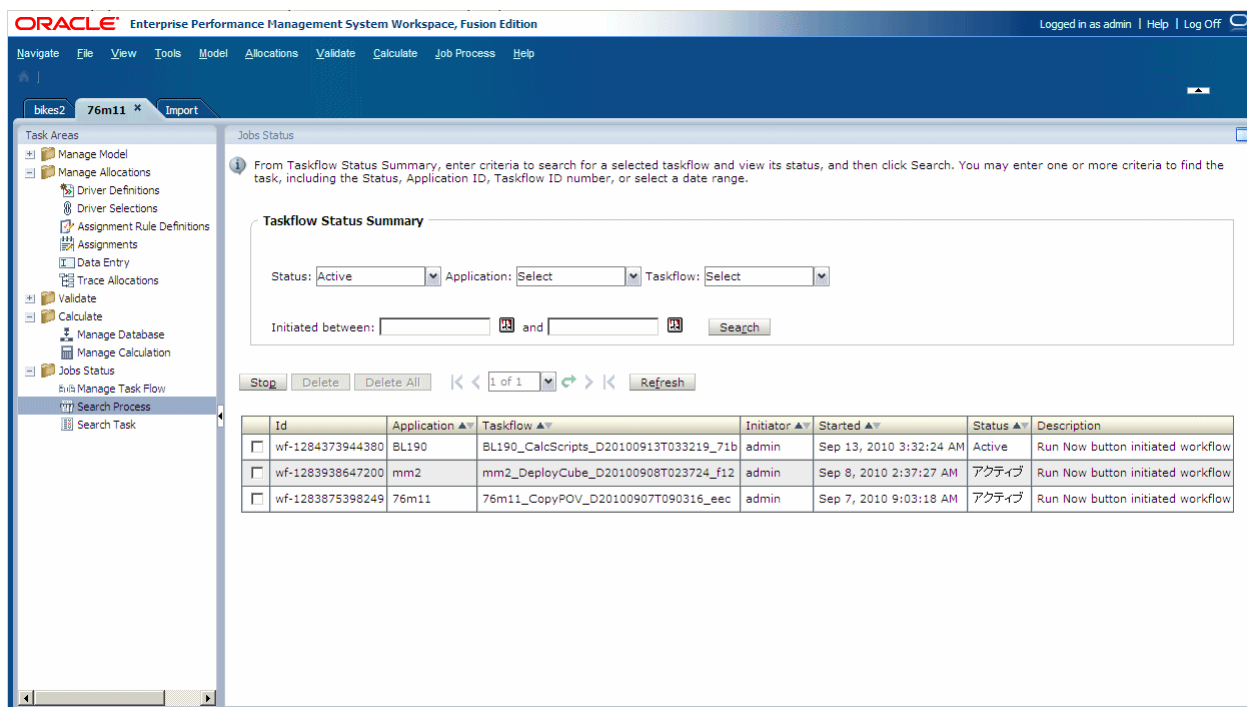 ORACLE Enterprise Performance Management System Workspace, Fusion Edition
Logged in as admin | Help | Log Off
Navigate File View Tools Model Allocations Validate Calculate Job Process Help
bikes2 76m11 Import
Task Areas
Manage Model
Manage Allocations
Driver Definitions
Driver Selections
Assignment Rule Definitions
Assignments
Data Entry
Trace Allocations
Validate
Calculate
Manage Database
Manage Calculation
Jobs Status
Manage Task Flow
Search Process
Search Task
Jobs Status
From Taskflow Status Summary, enter criteria to search for a selected taskflow and view its status, and then click Search. You may enter one or more criteria to find the
task, including the Status, Application ID, Taskflow ID number, or select a date range.
Taskflow Status Summary
Status: Active Application: Select Taskflow: Select
Initiated between: and Search
Stop Delete Delete All 1 of 1 Refresh
Id Application Taskflow Initiator Started Status Description
wf-1284373944380 BL190 BL190_CalcScripts_D20100913T033219_71b admin Sep 13, 2010 3:32:24 AM Active Run Now button initiated workflow
wf-1283938647200 mm2 mm2_DeployCube_D20100908T023724_f12 admin Sep 8, 2010 2:37:27 AM アクティブ Run Now button initiated workflow
wf-1283875398249 76m11 76m11_CopyPOV_D20100907T090316_eec admin Sep 7, 2010 9:03:18 AM アクティブ Run Now button initiated workflow